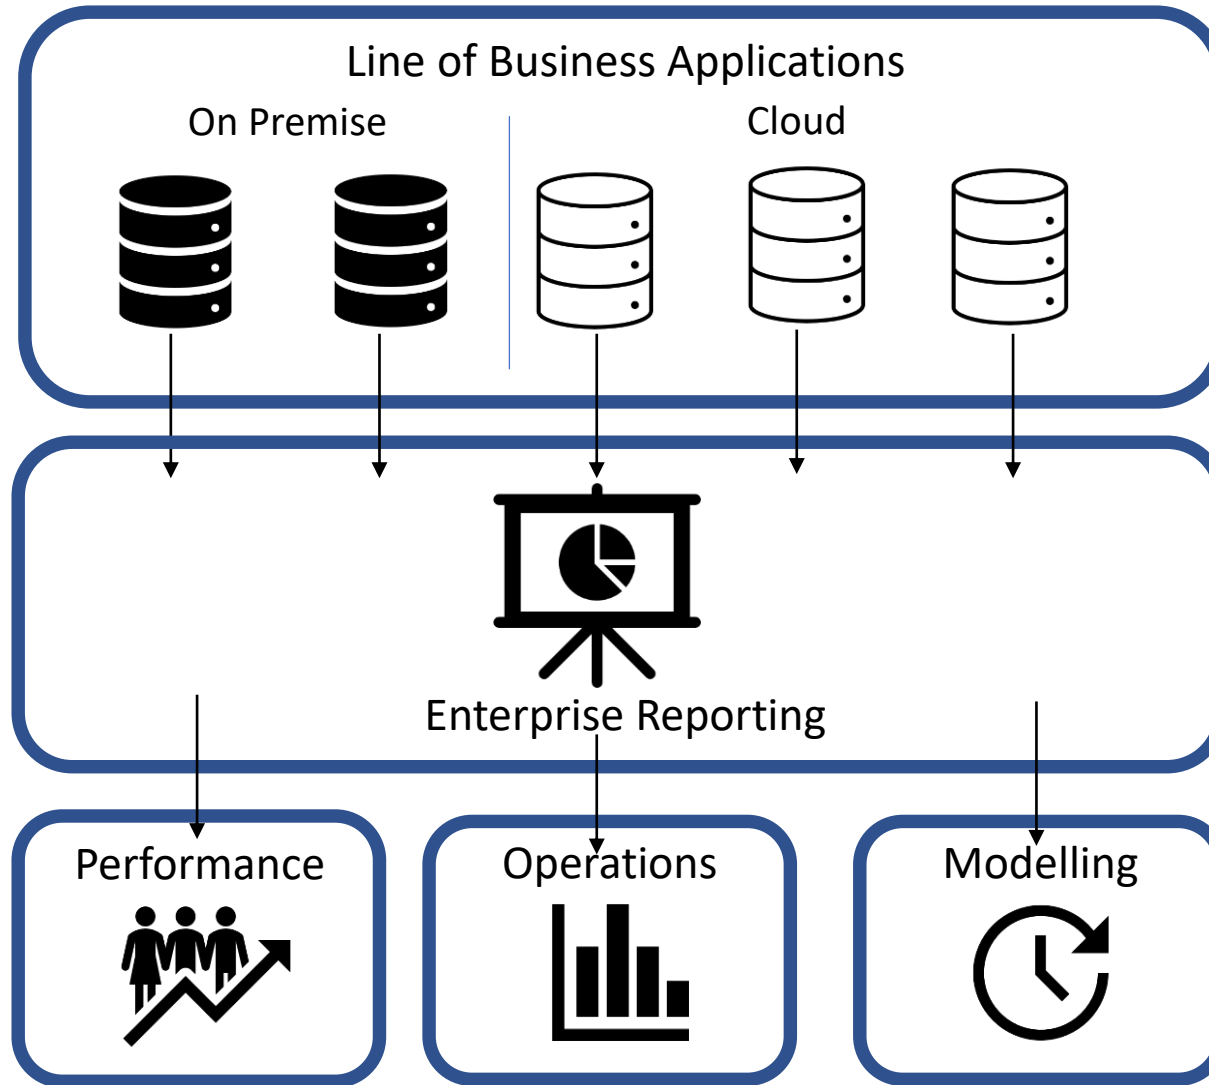 Line of Business Applications
On Premise
Cloud
Enterprise Reporting
Performance
Operations
Modelling